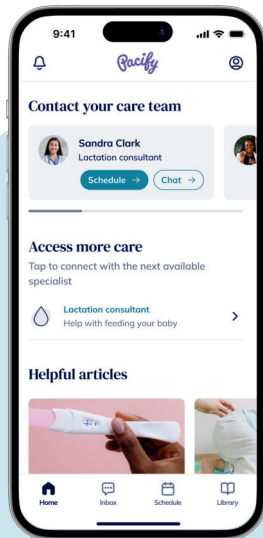 9:41
Pacify
Contact your care team
Sandra Clark
Lactation consultant
Schedule →
Chat →
Access more care
Tap to connect with the next available
specialist
Lactation consultant
Help with feeding your baby
Helpful articles
Home
Inbox
Schedule
Library